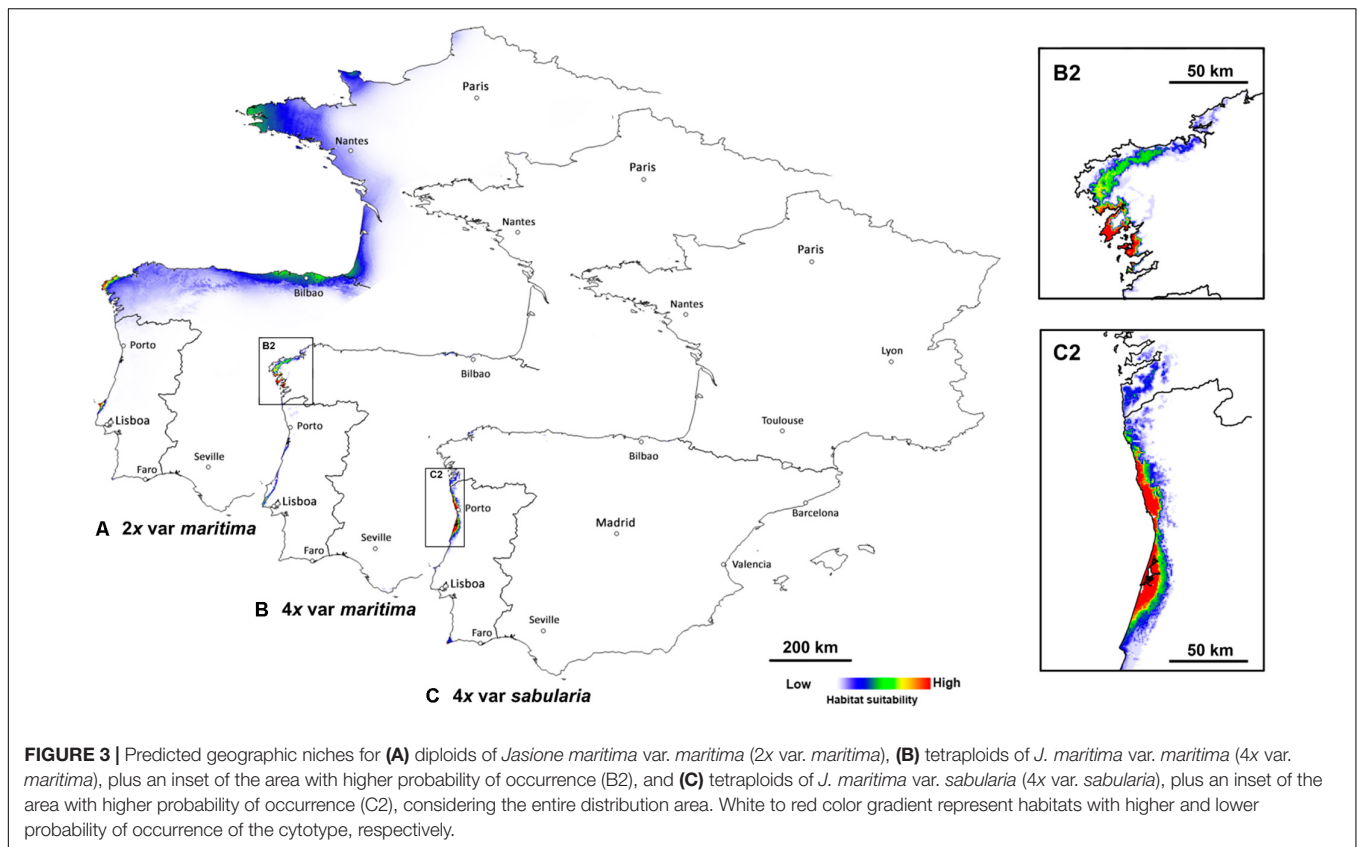 Paris
Nantes
Bilbao
Porto
Lisboa
Faro
Seville
A 2x var maritima
Paris
Nantes
B2
Bilbao
Porto
Lisboa
Faro
Seville
B 4x var maritima
Paris
Nantes
Lyon
Toulouse
Bilbao
C2
Porto
Madrid
Barcelona
Valencia
Lisboa
Faro
Seville
C 4x var sabularia
200 km
Low
High
Habitat suitability
B2
50 km
C2
50 km
FIGURE 3 | Predicted geographic niches for (A) diploids of Jasione maritima var. maritima (2x var. maritima), (B) tetraploids of J. maritima var. maritima (4x var.
maritima), plus an inset of the area with higher probability of occurrence (B2), and (C) tetraploids of J. maritima var. sabularia (4x var. sabularia), plus an inset of the
area with higher probability of occurrence (C2), considering the entire distribution area. White to red color gradient represent habitats with higher and lower
probability of occurrence of the cytotype, respectively.